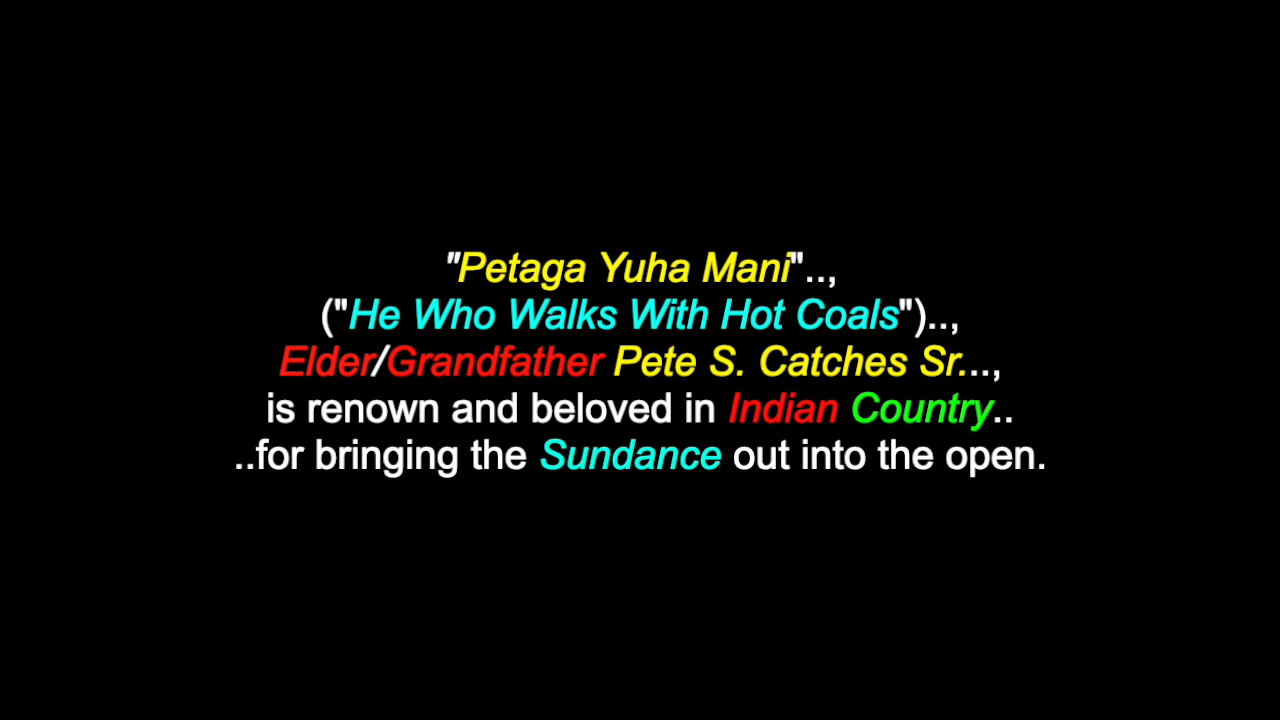 "Petaga Yuha Mani"..,
("He Who Walks With Hot Coals")..,
Elder/Grandfather Pete S. Catches Sr...,
is renown and beloved in Indian Country..
..for bringing the Sundance out into the open.